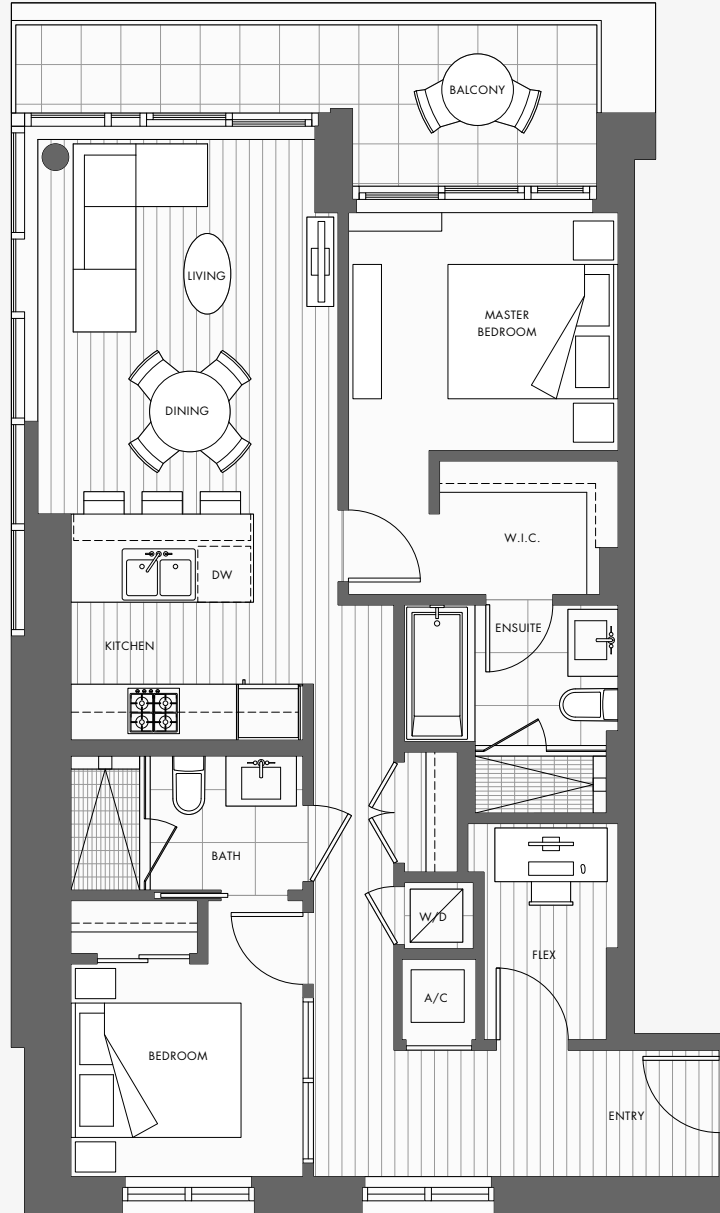 BALCONY
LIVING
MASTER
BEDROOM
DINING
W.I.C.
DW
ENSUITE
KITCHEN
BATH
W/D
FLEX
A/C
BEDROOM
ENTRY